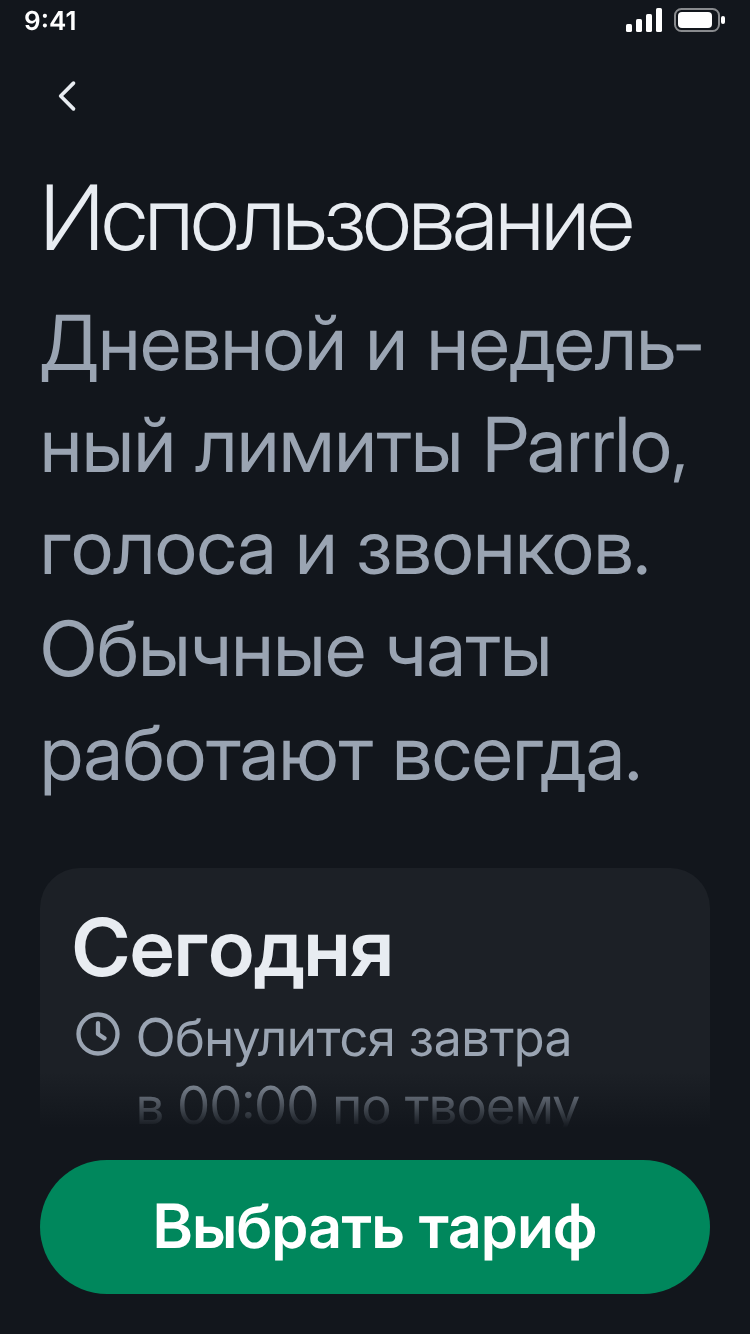 9:41
Использование
Дневной и недель-
ный лимиты Parrlo,
голоса и звонков.
Обычные чаты
работают всегда.
Сегодня
Обнулится завтра
в 00:00 по твоему
Выбрать тариф